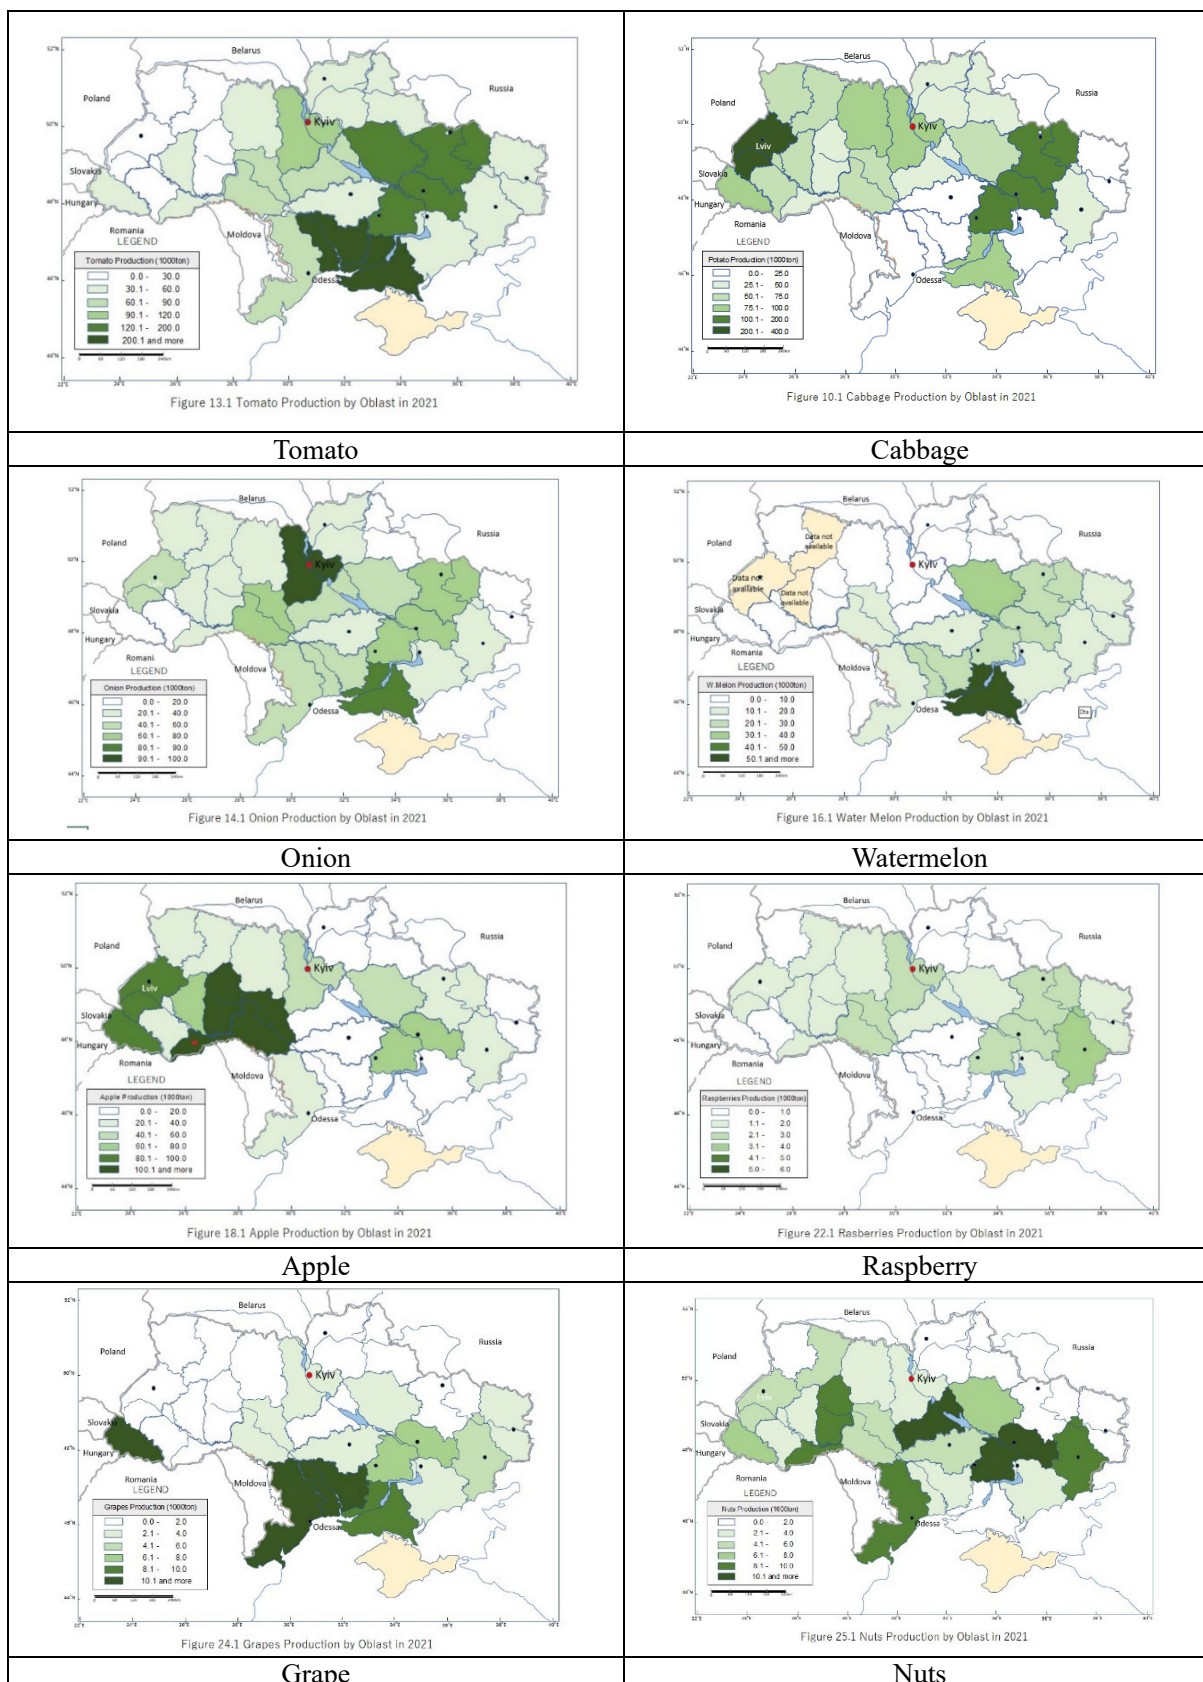 Belarus
Poland
Russia
Kyiv
Slovakia
Hungary
Romania
Moldova
Odessa
LEGEND
Tomato Production (1000ton)
0.0 - 30.0
30.1 - 60.0
60.1 - 90.0
90.1 - 120.0
120.1 - 200.0
200.1 and more
Figure 13.1 Tomato Production by Oblast in 2021
Tomato
Belarus
Poland
Russia
Kyiv
Lviv
Slovakia
Hungary
Romania
Moldova
Odessa
LEGEND
Potato Production (1000ton)
0.0 - 25.0
25.1 - 50.0
50.1 - 75.0
75.1 - 100.0
100.1 - 200.0
200.1 - 400.0
Figure 10.1 Cabbage Production by Oblast in 2021
Cabbage
Belarus
Poland
Russia
Kyiv
Slovakia
Hungary
Romani
Moldova
Odessa
LEGEND
Onion Production (1000ton)
0.0 - 20.0
20.1 - 40.0
40.1 - 60.0
60.1 - 80.0
80.1 - 90.0
90.1 - 100.0
Figure 14.1 Onion Production by Oblast in 2021
Onion
Belarus
Poland
Russia
Data not available
Data not available
Data not available
Kyiv
Slovakia
Hungary
Romania
Moldova
Odesa
LEGEND
W.Melon Production (1000ton)
0.0 - 10.0
10.1 - 20.0
20.1 - 30.0
30.1 - 40.0
40.1 - 50.0
50.1 and more
Figure 16.1 Water Melon Production by Oblast in 2021
Watermelon
Belarus
Poland
Russia
Kyiv
Lviv
Slovakia
Hungary
Romania
Moldova
Odessa
LEGEND
Apple Production (1000ton)
0.0 - 20.0
20.1 - 40.0
40.1 - 60.0
60.1 - 80.0
80.1 - 100.0
100.1 and more
Figure 18.1 Apple Production by Oblast in 2021
Apple
Belarus
Poland
Russia
Kyiv
Slovakia
Hungary
Romania
Moldova
Odessa
LEGEND
Raspberries Production (1000ton)
0.0 - 1.0
1.1 - 2.0
2.1 - 3.0
3.1 - 4.0
4.1 - 5.0
5.0 - 6.0
Figure 22.1 Rasberries Production by Oblast in 2021
Raspberry
Belarus
Poland
Russia
Kyiv
Slovakia
Hungary
Romania
Moldova
Odessa
LEGEND
Grapes Production (1000ton)
0.0 - 2.0
2.1 - 4.0
4.1 - 6.0
6.1 - 8.0
8.1 - 10.0
10.1 and more
Figure 24.1 Grapes Production by Oblast in 2021
Grape
Belarus
Poland
Russia
Kyiv
Slovakia
Hungary
Romania
Moldova
Odessa
LEGEND
Nuts Production (1000ton)
0.0 - 2.0
2.1 - 4.0
4.1 - 6.0
6.1 - 8.0
8.1 - 10.0
10.1 and more
Figure 25.1 Nuts Production by Oblast in 2021
Nuts